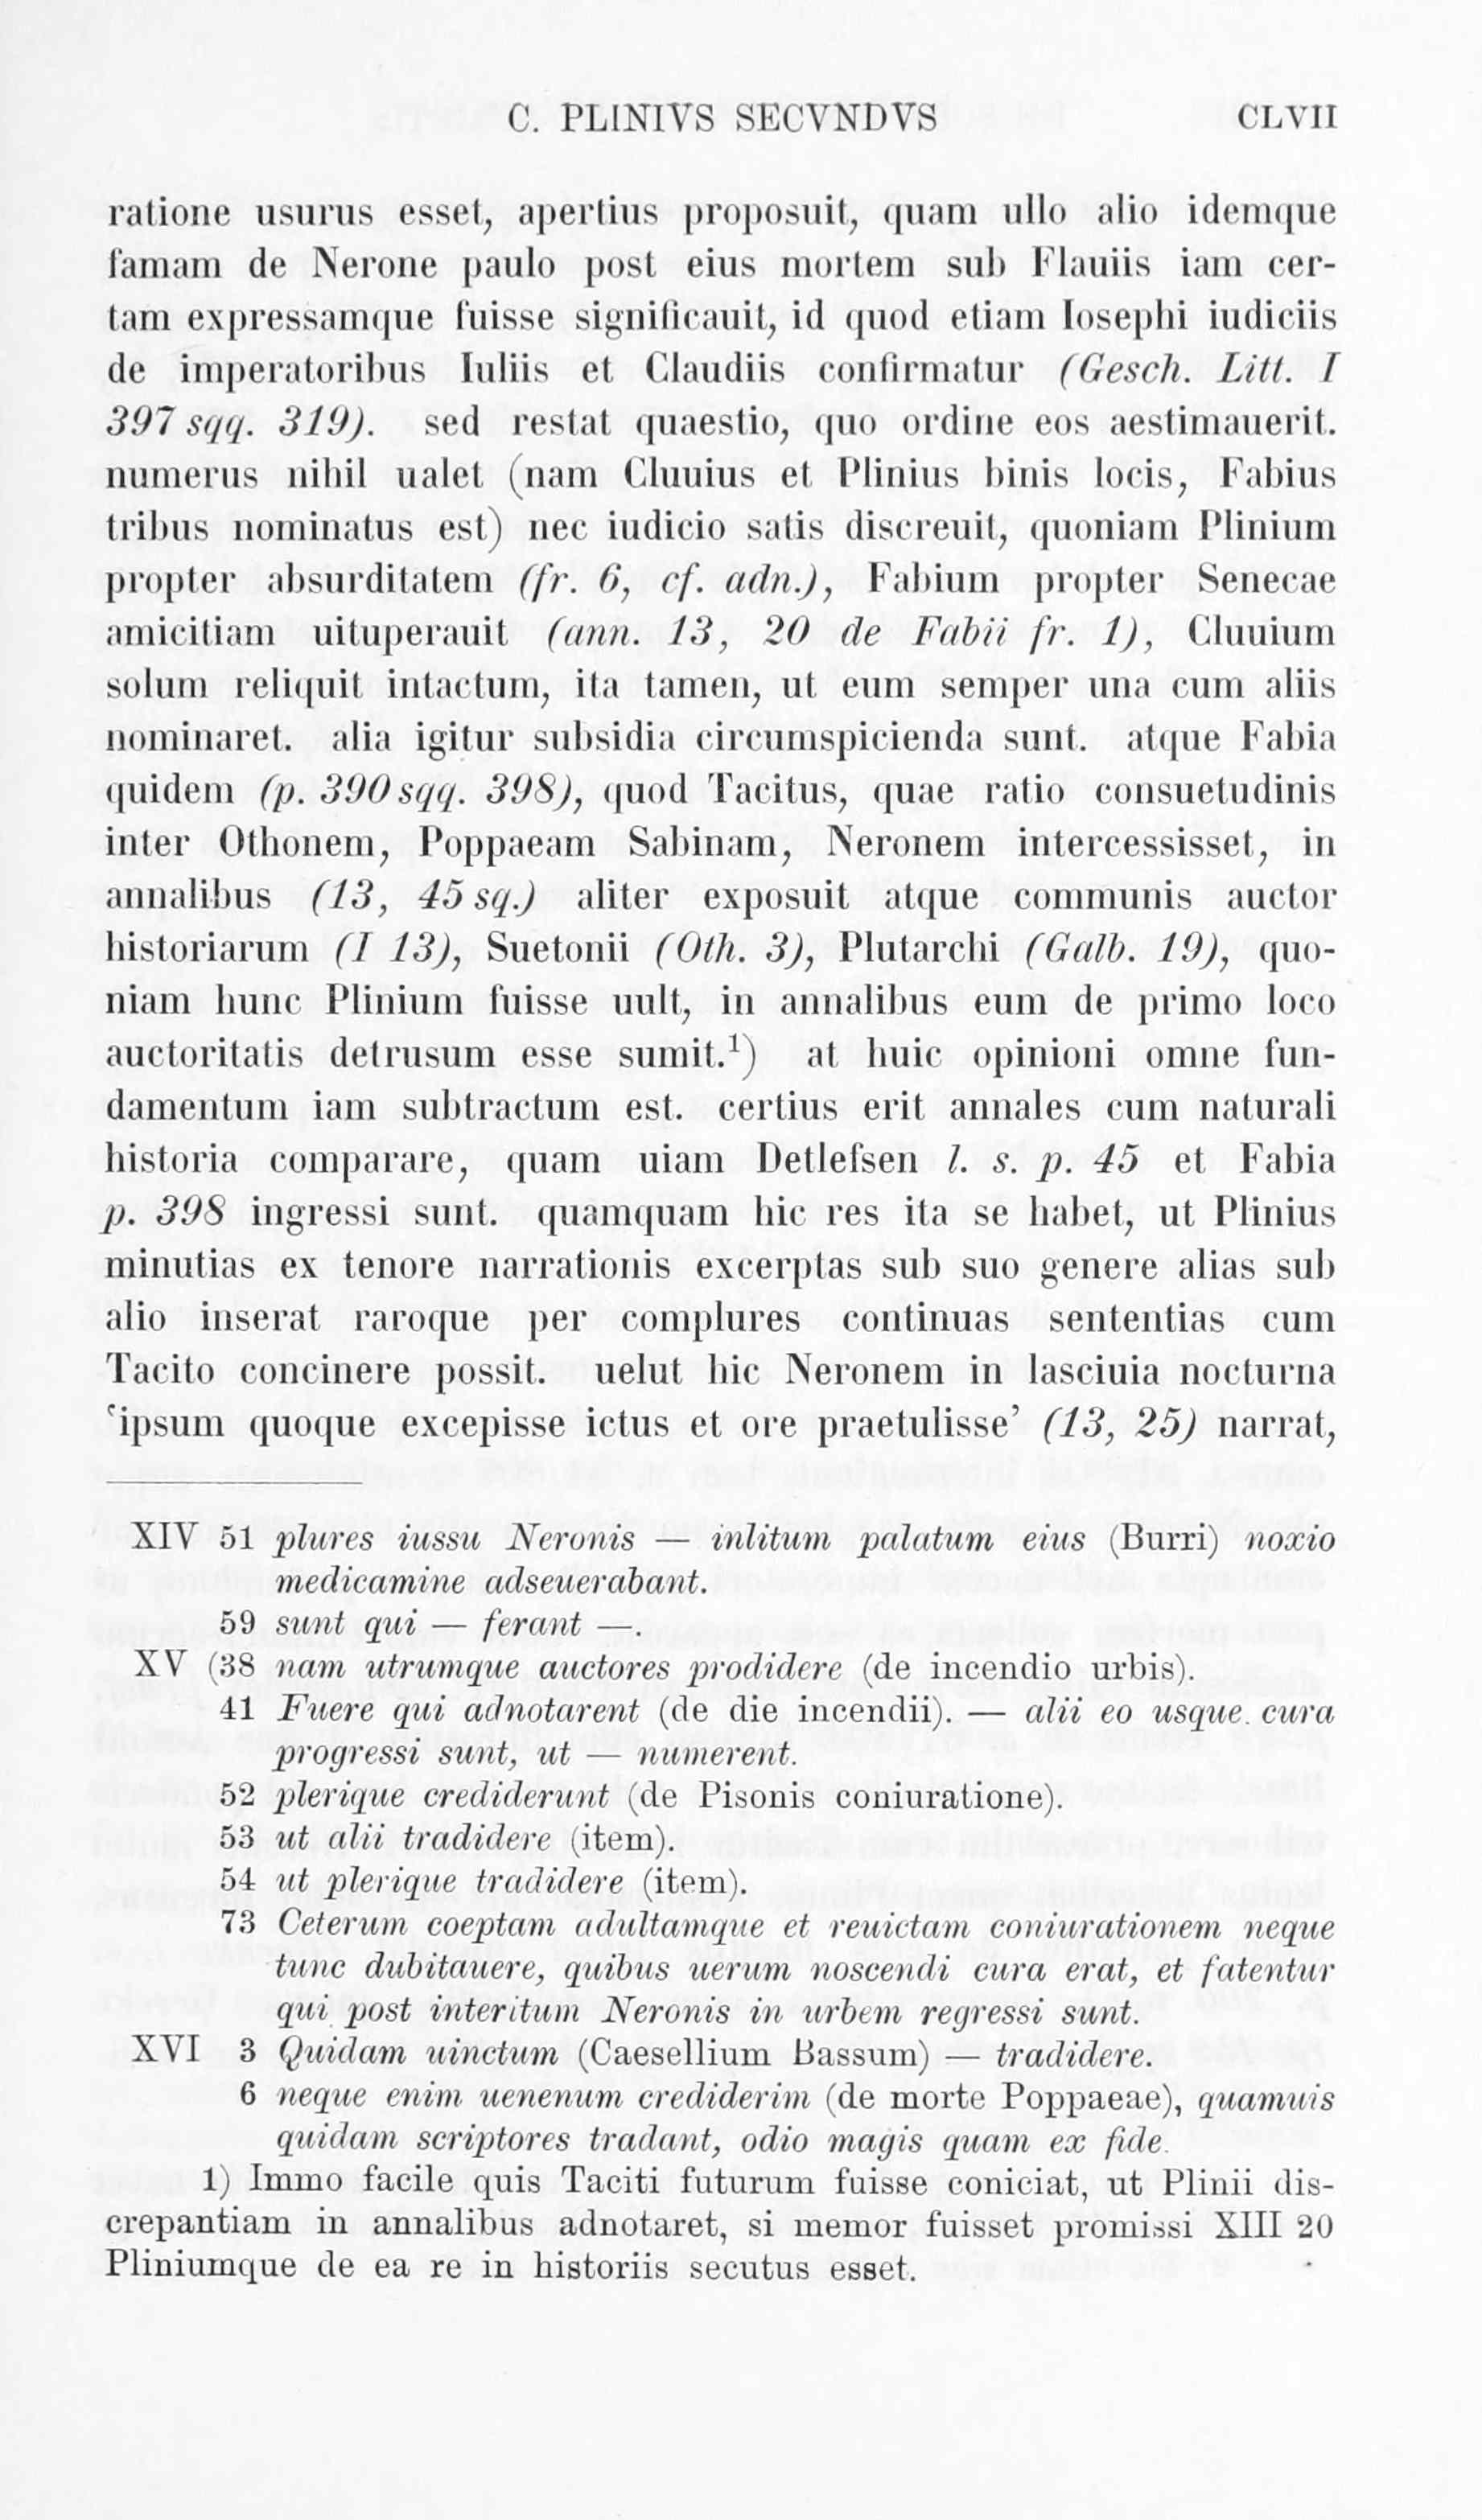 C. PLINIVS SECVNDVS CLVII
ratione usurus esset, apertius proposuit, quam ullo alio idemque
famam de Nerone paulo post eius mortem sub Flauiis iam cer-
tam expressamque fuisse significauit, id quod etiam Iosephi iudiciis
de imperatoribus Iuliis et Claudiis confirmatur (Gesch. Litt. I
397 sqq. 319). sed restat quaestio, quo ordine eos aestimauerit.
numerus nihil ualet (nam Cluuius et Plinius binis locis, Fabius
tribus nominatus est) nec iudicio satis discreuit, quoniam Plinium
propter absurditatem (fr. 6, cf. adn.), Fabium propter Senecae
amicitiam uituperauit (ann. 13, 20 de Fabii fr. 1), Cluuium
solum reliquit intactum, ita tamen, ut eum semper una cum aliis
nominaret. alia igitur subsidia circumspicienda sunt. atque Fabia
quidem (p. 390 sqq. 398), quod Tacitus, quae ratio consuetudinis
inter Othonem, Poppaeam Sabinam, Neronem intercessisset, in
annalibus (13, 45 sq.) aliter exposuit atque communis auctor
historiarum (I 13), Suetonii (Oth. 3), Plutarchi (Galb. 19), quo-
niam hunc Plinium fuisse uult, in annalibus eum de primo loco
auctoritatis detrusum esse sumit.¹) at huic opinioni omne fun-
damentum iam subtractum est. certius erit annales cum naturali
historia comparare, quam uiam Detlefsen l. s. p. 45 et Fabia
p. 398 ingressi sunt. quamquam hic res ita se habet, ut Plinius
minutias ex tenore narrationis excerptas sub suo genere alias sub
alio inserat raroque per complures continuas sententias cum
Tacito concinere possit. uelut hic Neronem in lasciuia nocturna
‘ipsum quoque excepisse ictus et ore praetulisse’ (13, 25) narrat,
XIV 51 plures iussu Neronis — inlitum palatum eius (Burri) noxio
medicamine adseuerabant.
59 sunt qui — ferant —.
XV (38 nam utrumque auctores prodidere (de incendio urbis).
41 Fuere qui adnotarent (de die incendii). — alii eo usque cura
progressi sunt, ut — numerent.
52 plerique crediderunt (de Pisonis coniuratione).
53 ut alii tradidere (item).
54 ut plerique tradidere (item).
73 Ceterum coeptam adultamque et reuictam coniurationem neque
tunc dubitauere, quibus uerum noscendi cura erat, et fatentur
qui post interitum Neronis in urbem regressi sunt.
XVI 3 Quidam uinctum (Caesellium Bassum) — tradidere.
6 neque enim uenenum crediderim (de morte Poppaeae), quamuis
quidam scriptores tradant, odio magis quam ex fide.
1) Immo facile quis Taciti futurum fuisse coniciat, ut Plinii dis-
crepantiam in annalibus adnotaret, si memor fuisset promissi XIII 20
Pliniumque de ea re in historiis secutus esset.